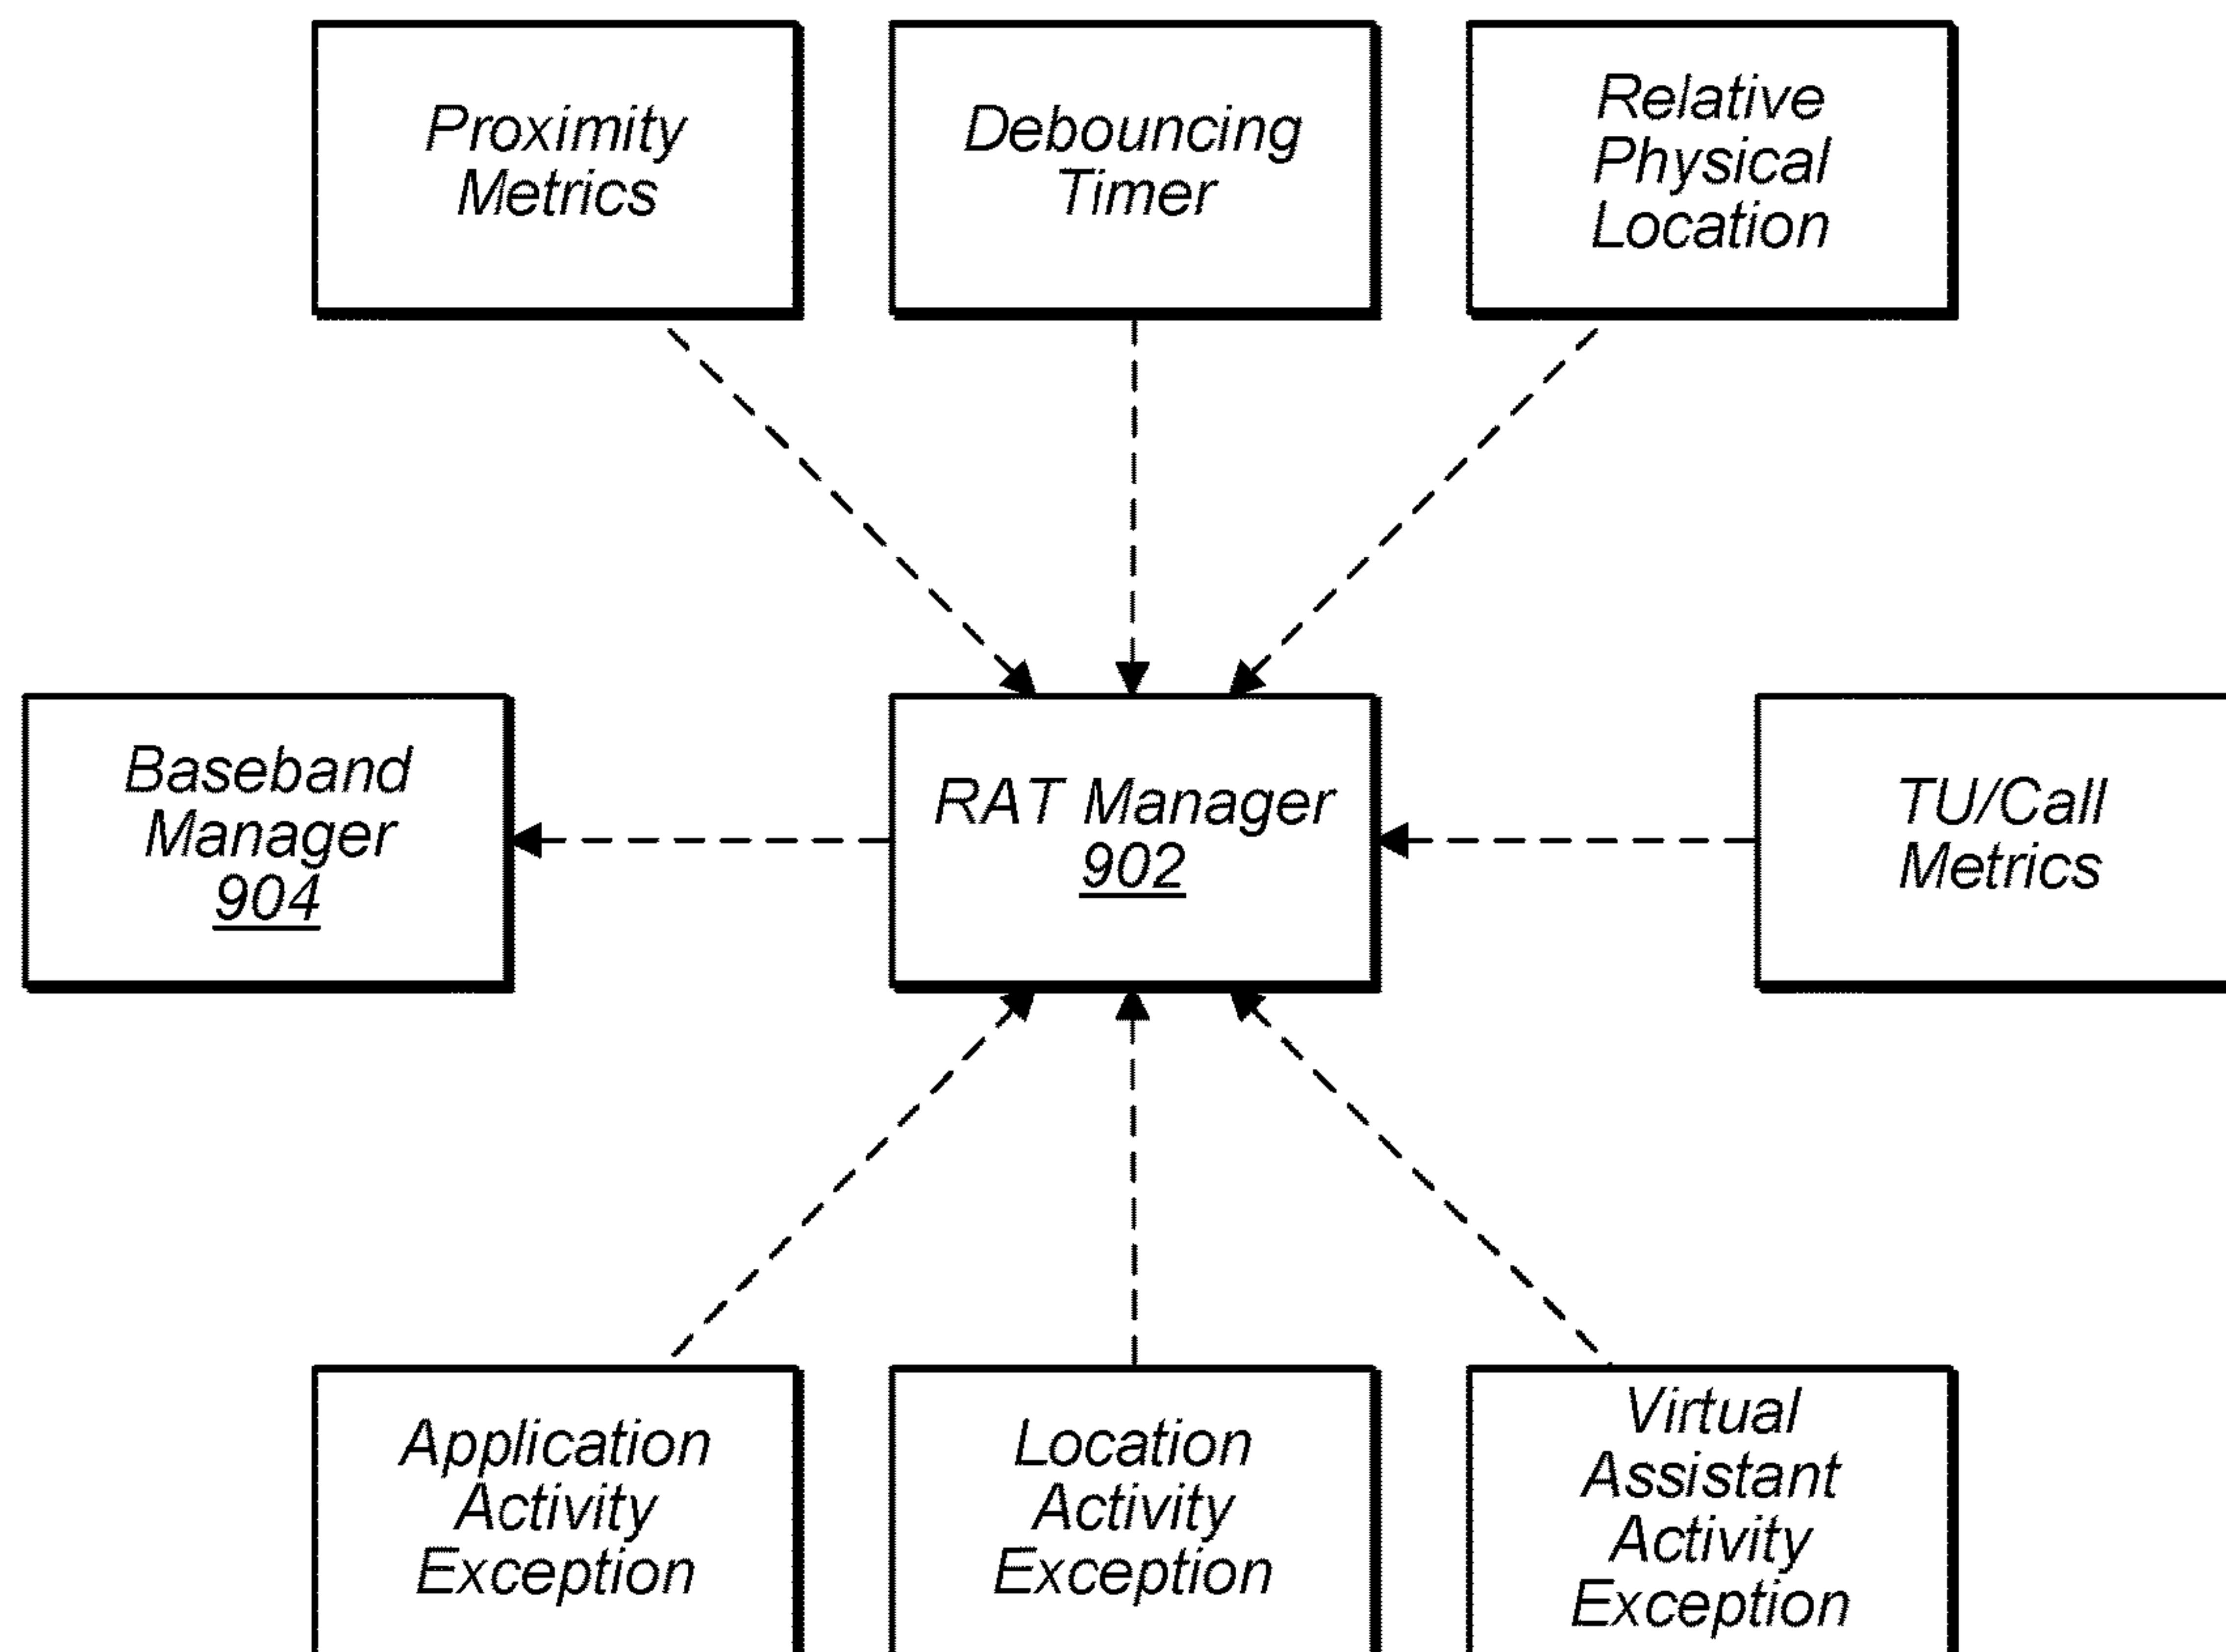 Proximity
Metrics
Debouncing
Timer
Relative
Physical
Location
Baseband
Manager
904
RAT Manager
902
TU/Call
Metrics
Application
Activity
Exception
Location
Activity
Exception
Virtual
Assistant
Activity
Exception